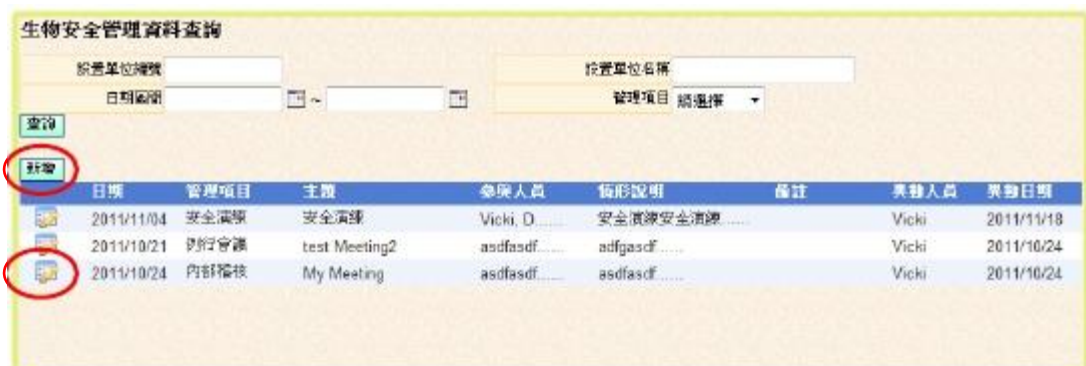 生物安全管理資料查詢
設置單位編號 設置單位名稱
日期區間 ~ 管理項目 請選擇
查詢
新增
日期 管理項目 主題 參與人員 情形說明 備註 異動人員 異動日期
2011/11/04 安全演練 安全演練 Vicki, D...... 安全演練安全演練...... Vicki 2011/11/18
2011/10/21 例行會議 test Meeting2 asdfasdf...... adfgasdf...... Vicki 2011/10/24
2011/10/24 內部稽核 My Meeting asdfasdf...... asdfasdf...... Vicki 2011/10/24